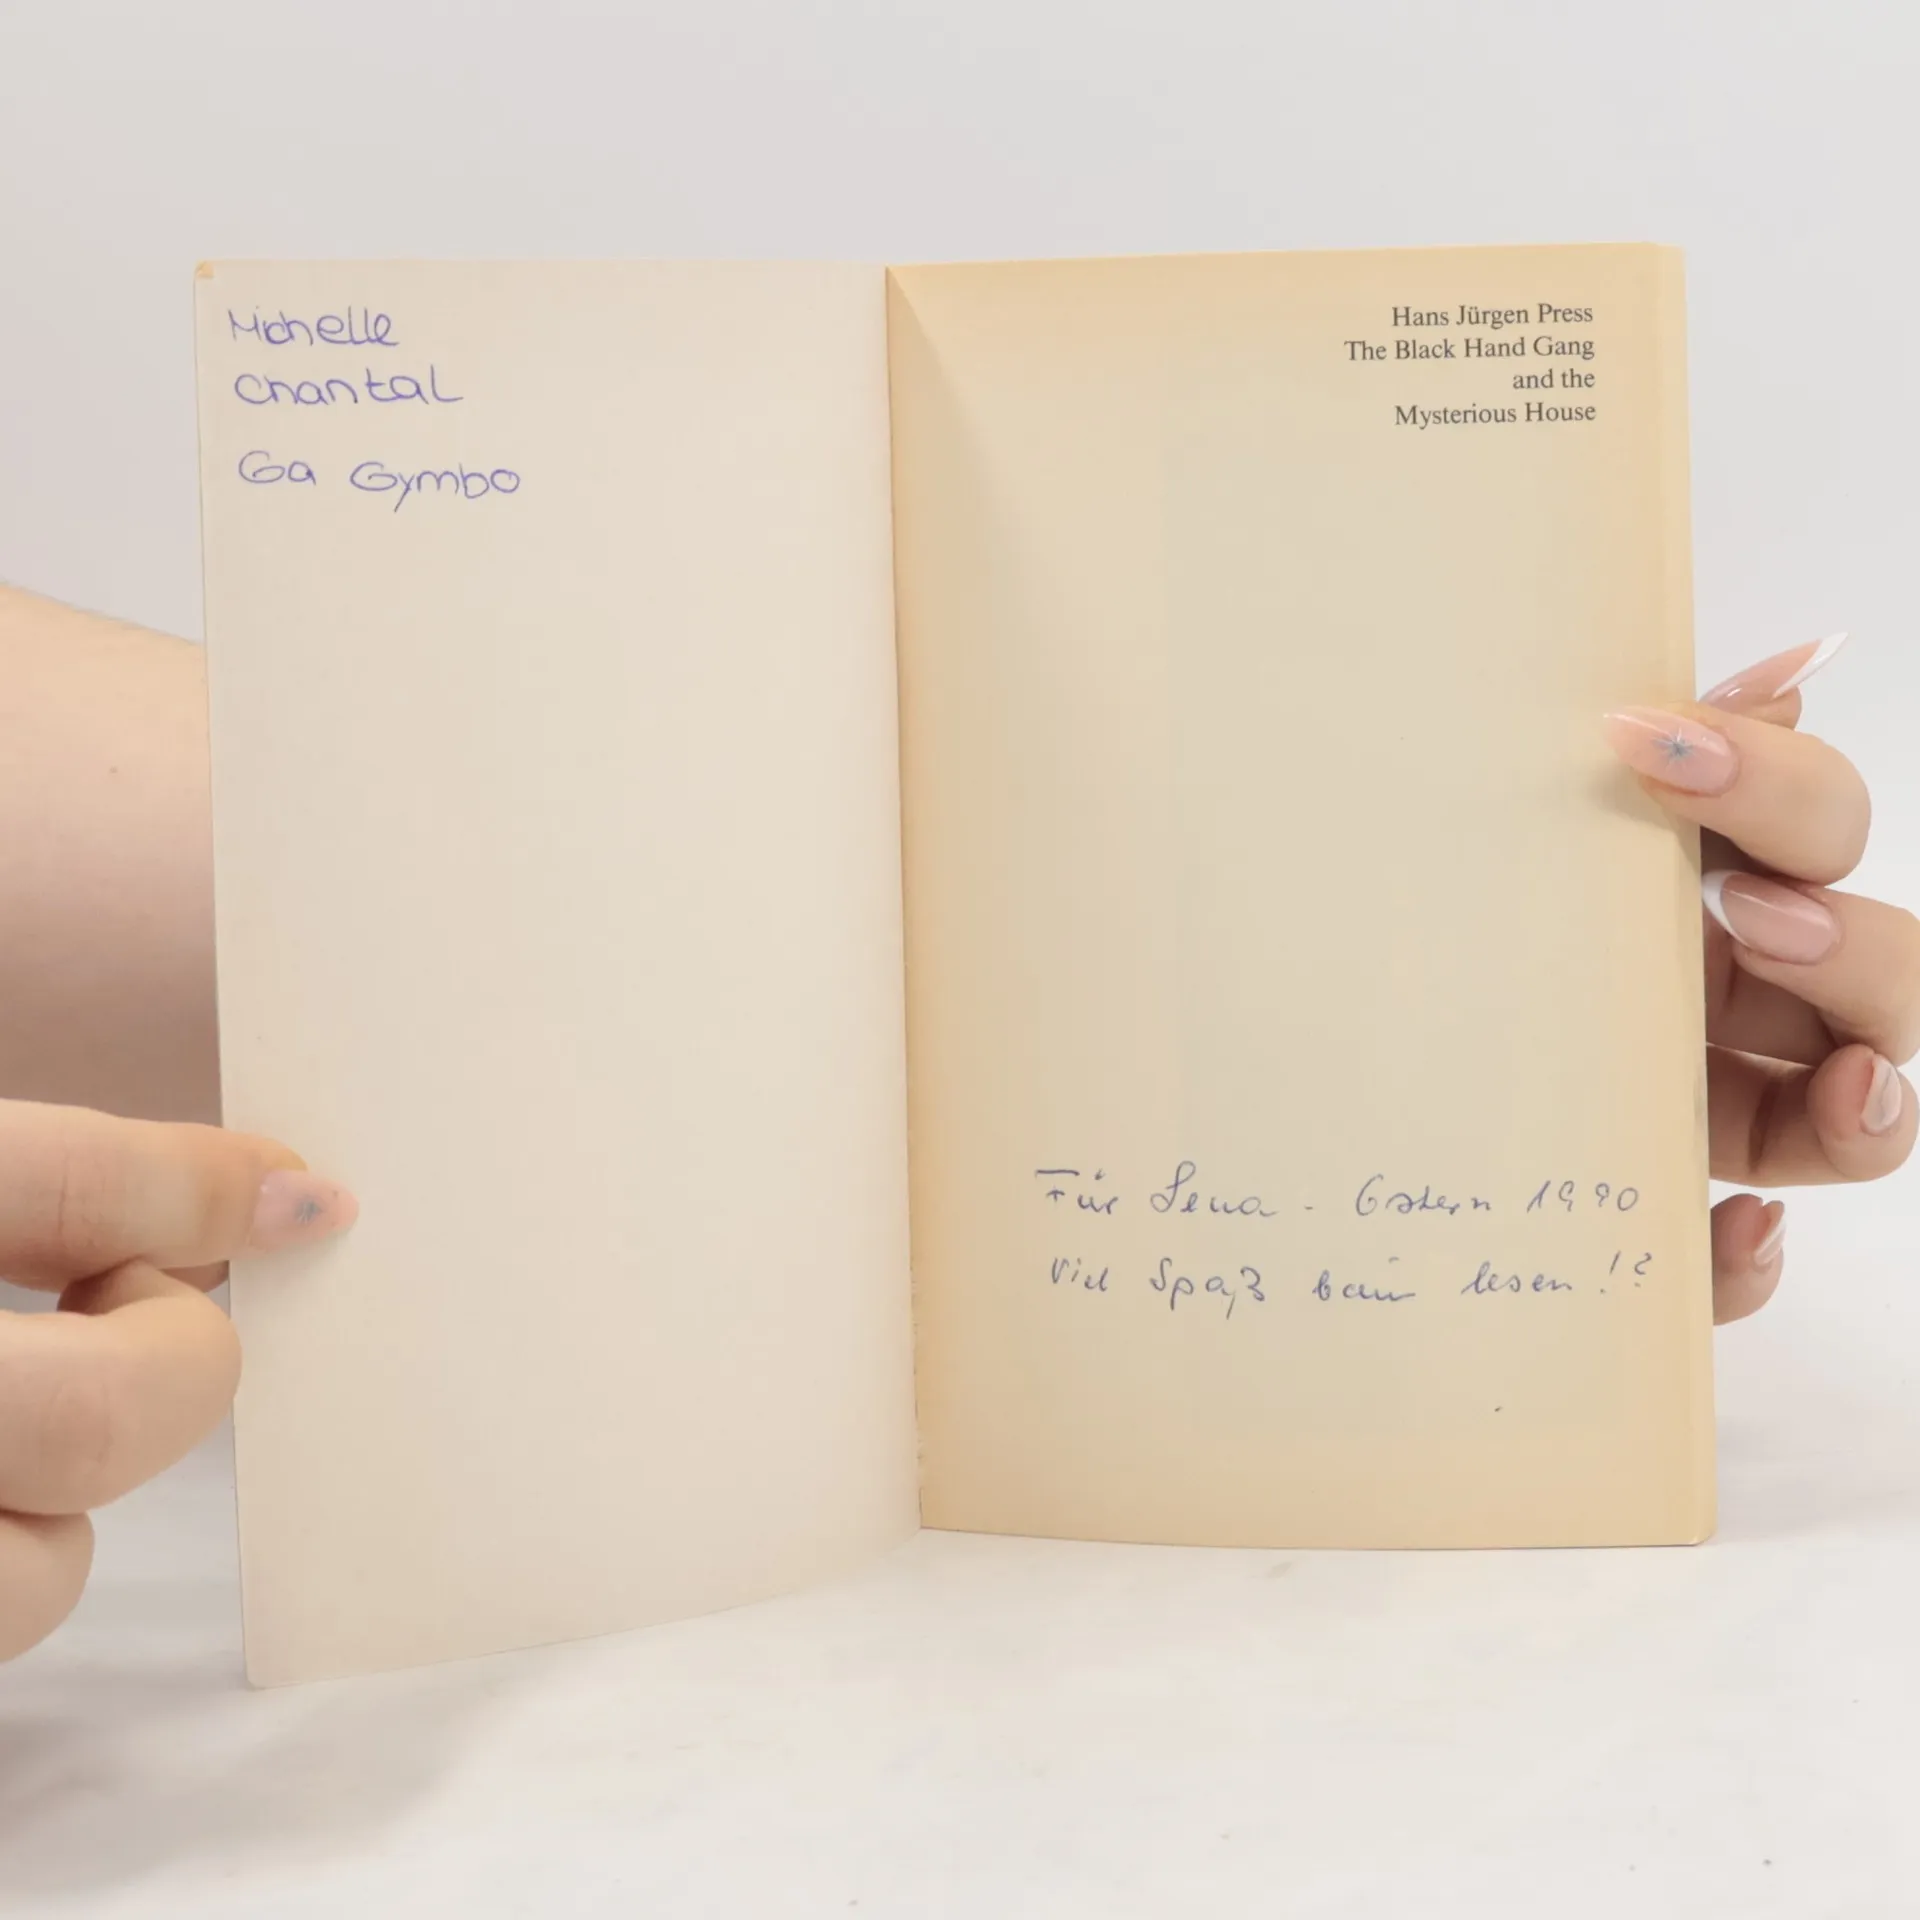 Michelle
Chantal
Ga Gymbo
Hans Jürgen Press
The Black Hand Gang
and the
Mysterious House
Für Lena - Ostern 1990
Viel Spaß beim lesen!?